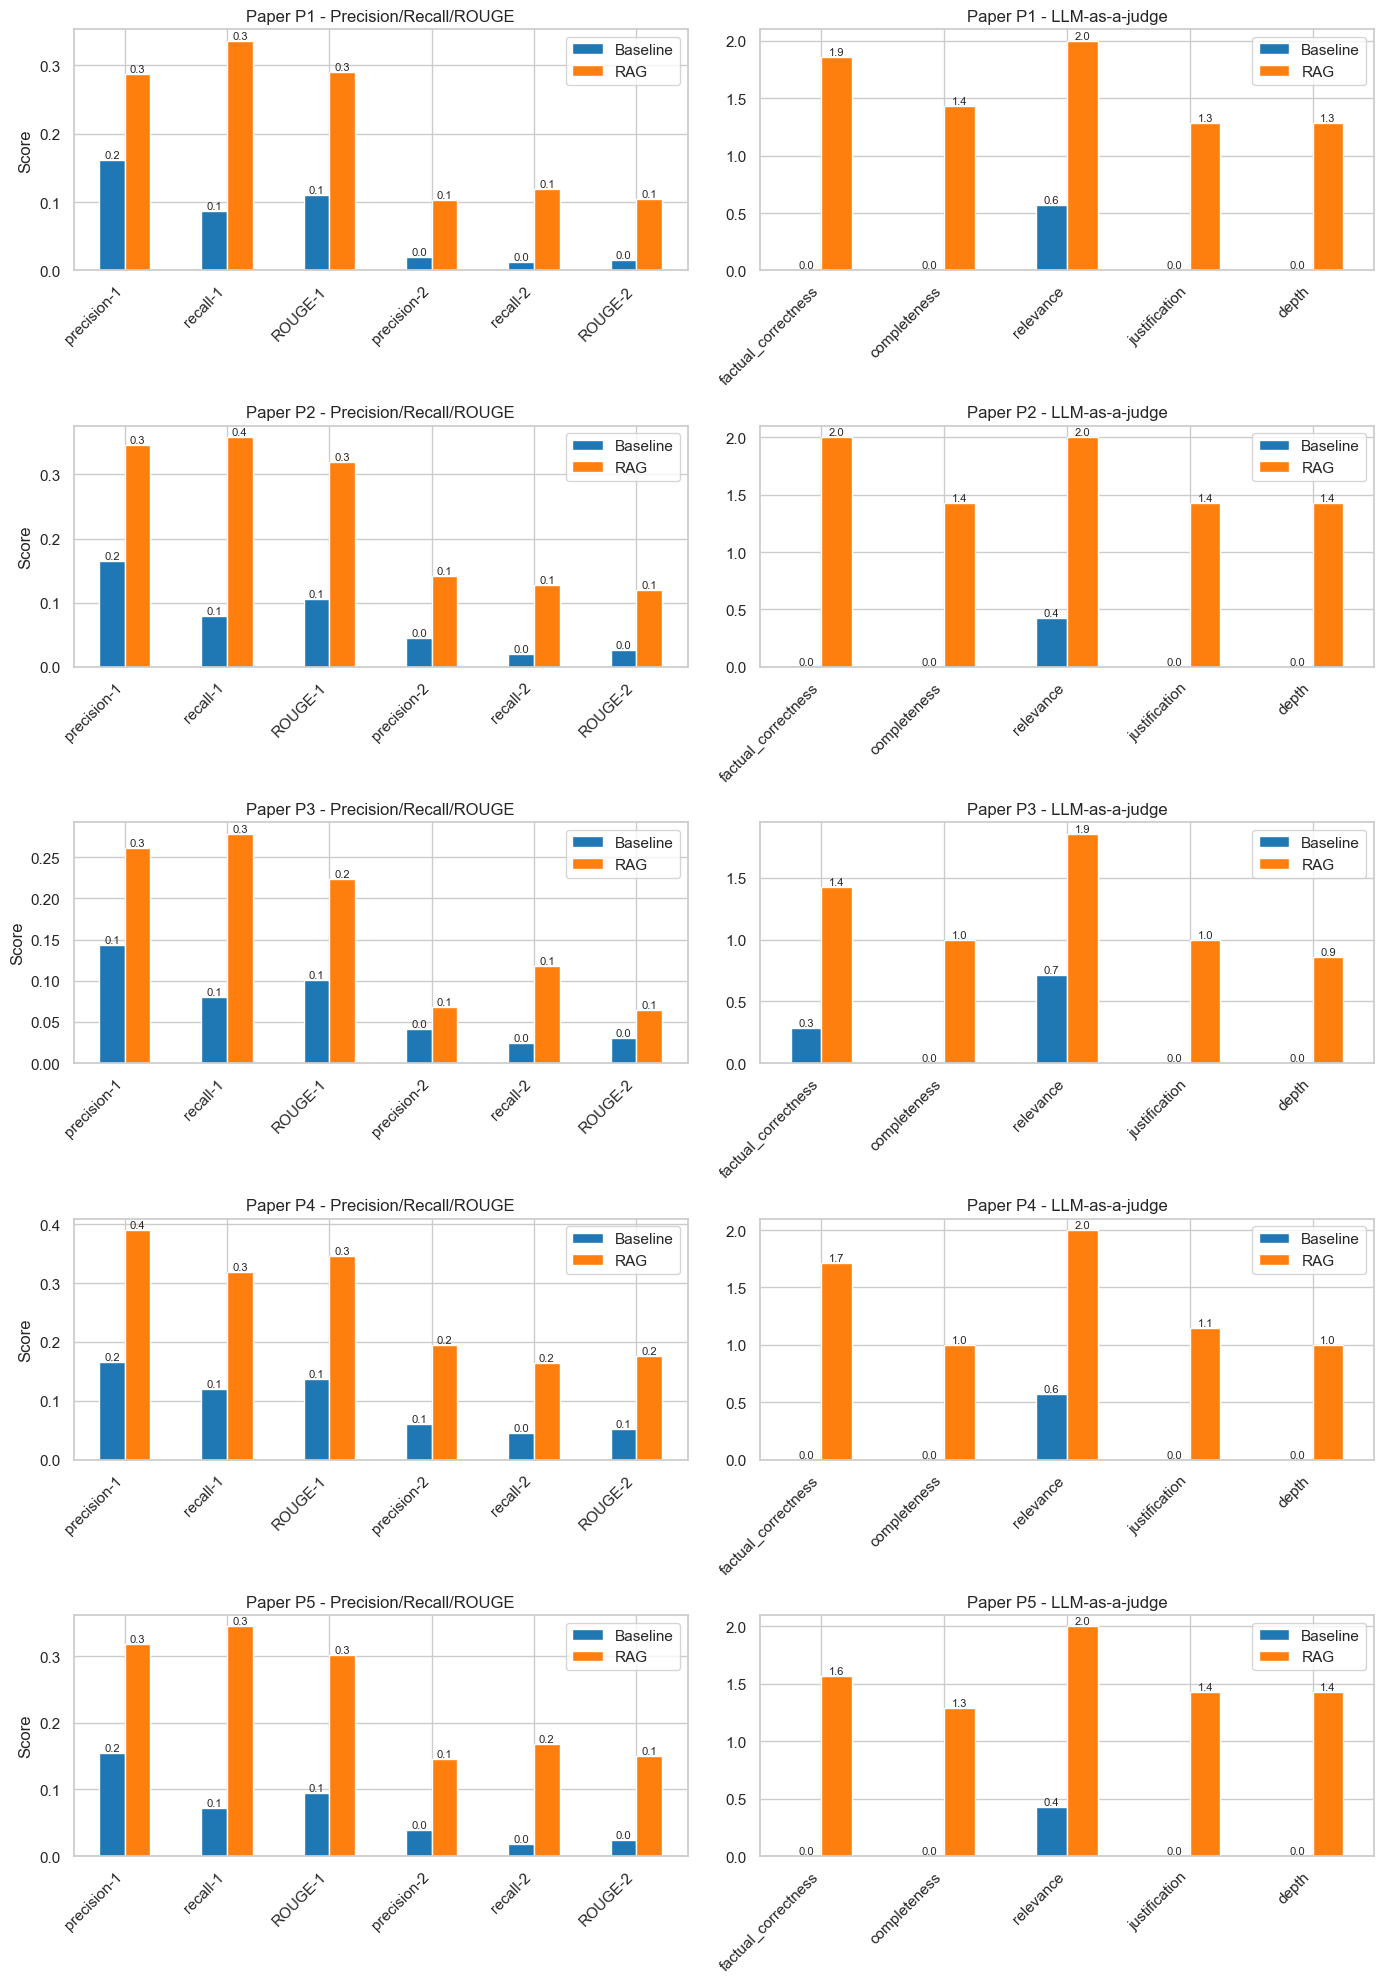 Paper P1 - Precision/Recall/ROUGE
Score
0.3
0.2
0.1
0.0
0.2
0.3
0.1
0.3
0.1
0.3
0.0
0.1
0.0
0.1
0.0
0.1
Baseline
RAG
precision-1
recall-1
ROUGE-1
precision-2
recall-2
ROUGE-2
Paper P1 - LLM-as-a-judge
2.0
1.5
1.0
0.5
0.0
0.0
1.9
0.0
1.4
0.6
2.0
0.0
1.3
0.0
1.3
Baseline
RAG
factual_correctness
completeness
relevance
justification
depth
Paper P2 - Precision/Recall/ROUGE
Score
0.3
0.2
0.1
0.0
0.2
0.3
0.1
0.4
0.1
0.3
0.0
0.1
0.0
0.1
0.0
0.1
Baseline
RAG
precision-1
recall-1
ROUGE-1
precision-2
recall-2
ROUGE-2
Paper P2 - LLM-as-a-judge
2.0
1.5
1.0
0.5
0.0
0.0
2.0
0.0
1.4
0.4
2.0
0.0
1.4
0.0
1.4
Baseline
RAG
factual_correctness
completeness
relevance
justification
depth
Paper P3 - Precision/Recall/ROUGE
Score
0.25
0.20
0.15
0.10
0.05
0.00
0.1
0.3
0.1
0.3
0.1
0.2
0.0
0.1
0.0
0.1
0.0
0.1
Baseline
RAG
precision-1
recall-1
ROUGE-1
precision-2
recall-2
ROUGE-2
Paper P3 - LLM-as-a-judge
1.5
1.0
0.5
0.0
0.3
1.4
0.0
1.0
0.7
1.9
0.0
1.0
0.0
0.9
Baseline
RAG
factual_correctness
completeness
relevance
justification
depth
Paper P4 - Precision/Recall/ROUGE
Score
0.4
0.3
0.2
0.1
0.0
0.2
0.4
0.1
0.3
0.1
0.3
0.1
0.2
0.0
0.2
0.1
0.2
Baseline
RAG
precision-1
recall-1
ROUGE-1
precision-2
recall-2
ROUGE-2
Paper P4 - LLM-as-a-judge
2.0
1.5
1.0
0.5
0.0
0.0
1.7
0.0
1.0
0.6
2.0
0.0
1.1
0.0
1.0
Baseline
RAG
factual_correctness
completeness
relevance
justification
depth
Paper P5 - Precision/Recall/ROUGE
Score
0.3
0.2
0.1
0.0
0.2
0.3
0.1
0.3
0.1
0.3
0.0
0.1
0.0
0.2
0.0
0.1
Baseline
RAG
precision-1
recall-1
ROUGE-1
precision-2
recall-2
ROUGE-2
Paper P5 - LLM-as-a-judge
2.0
1.5
1.0
0.5
0.0
0.0
1.6
0.0
1.3
0.4
2.0
0.0
1.4
0.0
1.4
Baseline
RAG
factual_correctness
completeness
relevance
justification
depth